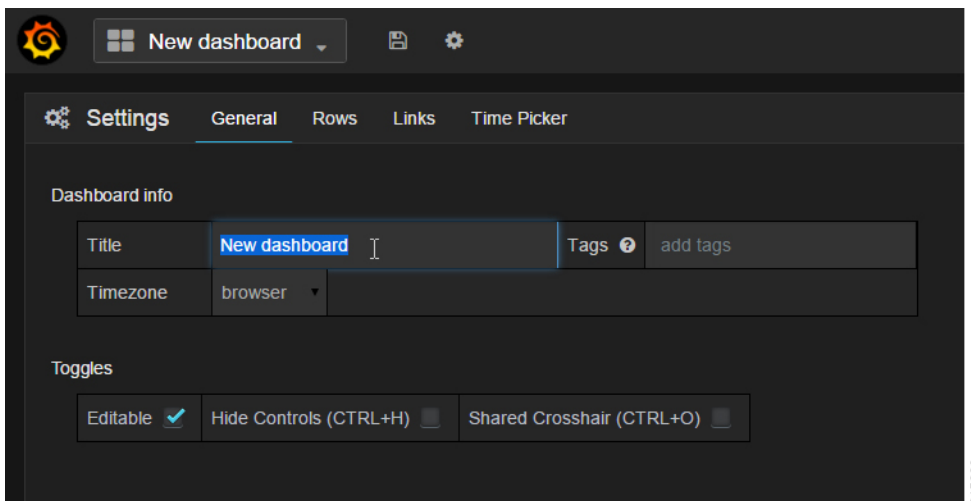 New dashboard
Settings General Rows Links Time Picker
Dashboard info
Title New dashboard Tags ? add tags
Timezone browser
Toggles
Editable Hide Controls (CTRL+H) Shared Crosshair (CTRL+O)